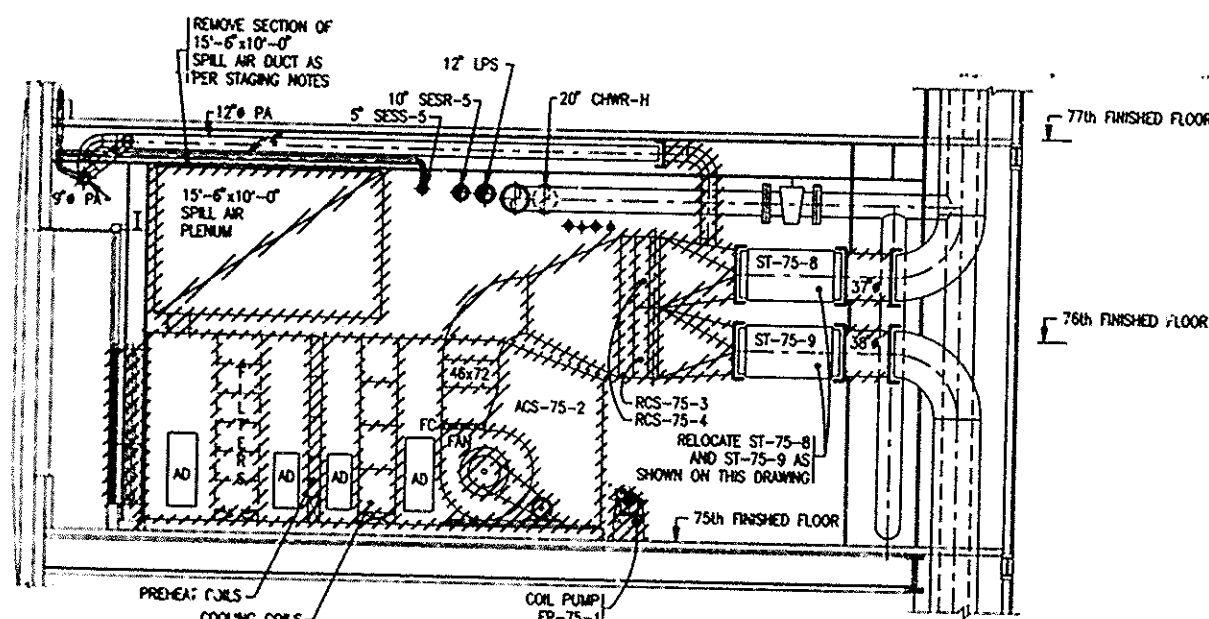 REMOVE SECTION OF
15'-6"x10'-0"
SPILL AIR DUCT AS
PER STAGING NOTES
12"ø PA
5" SESS-5
10" SESR-5
12" LPS
20" CHWR-H
77th FINISHED FLOOR
9"ø PA
15'-6"x10'-0"
SPILL AIR
PLENUM
ST-75-8
37"ø
76th FINISHED FLOOR
ST-75-9
38"ø
46x72
ACS-75-2
RCS-75-3
RCS-75-4
FC
FAN
FILTERS
RELOCATE ST-75-8
AND ST-75-9 AS
SHOWN ON THIS DRAWING
AD
AD
AD
AD
75th FINISHED FLOOR
PREHEAT COILS
COOLING COILS
COIL PUMP
FP-75-1